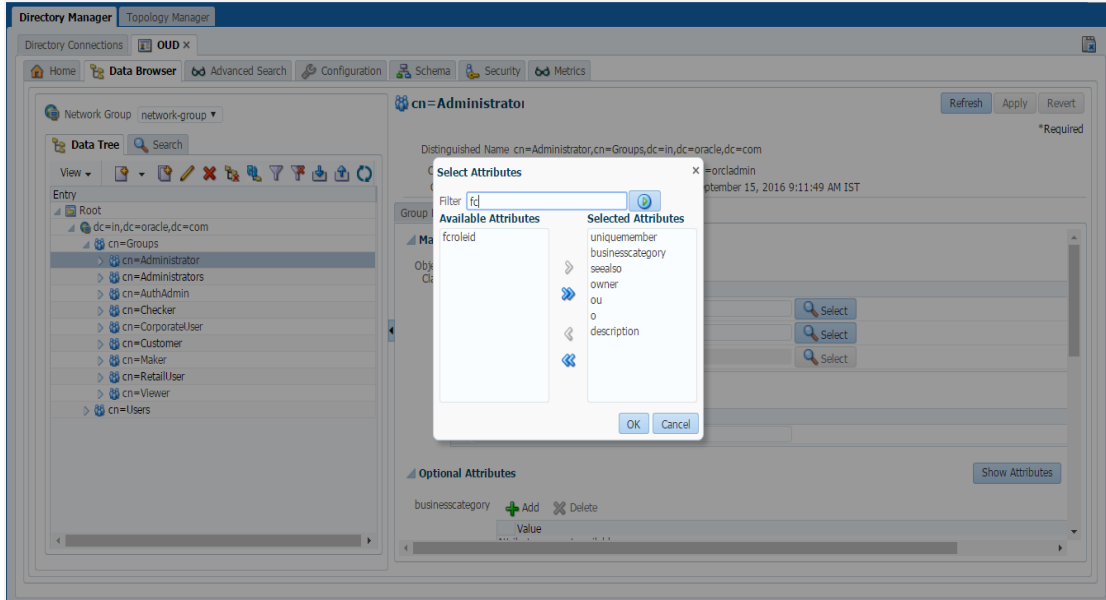 Directory Manager Topology Manager
Directory Connections OUD ×
Home Data Browser Advanced Search Configuration Schema Security Metrics
Network Group network-group
cn=Administrator
Refresh Apply Revert
*Required
Data Tree Search
Distinguished Name cn=Administrator,cn=Groups,dc=in,dc=oracle,dc=com
View
=orcladmin
ptember 15, 2016 9:11:49 AM IST
Entry
Root
dc=in,dc=oracle,dc=com
cn=Groups
cn=Administrator
cn=Administrators
cn=AuthAdmin
cn=Checker
cn=CorporateUser
cn=Customer
cn=Maker
cn=RetailUser
cn=Viewer
cn=Users
Group
Ma
Obje
Cla
Select Attributes ×
Filter fc
Available Attributes Selected Attributes
fcroleid
uniquemember
businesscategory
seealso
owner
ou
o
description
OK Cancel
Select
Select
Select
Optional Attributes Show Attributes
businesscategory Add Delete
Value